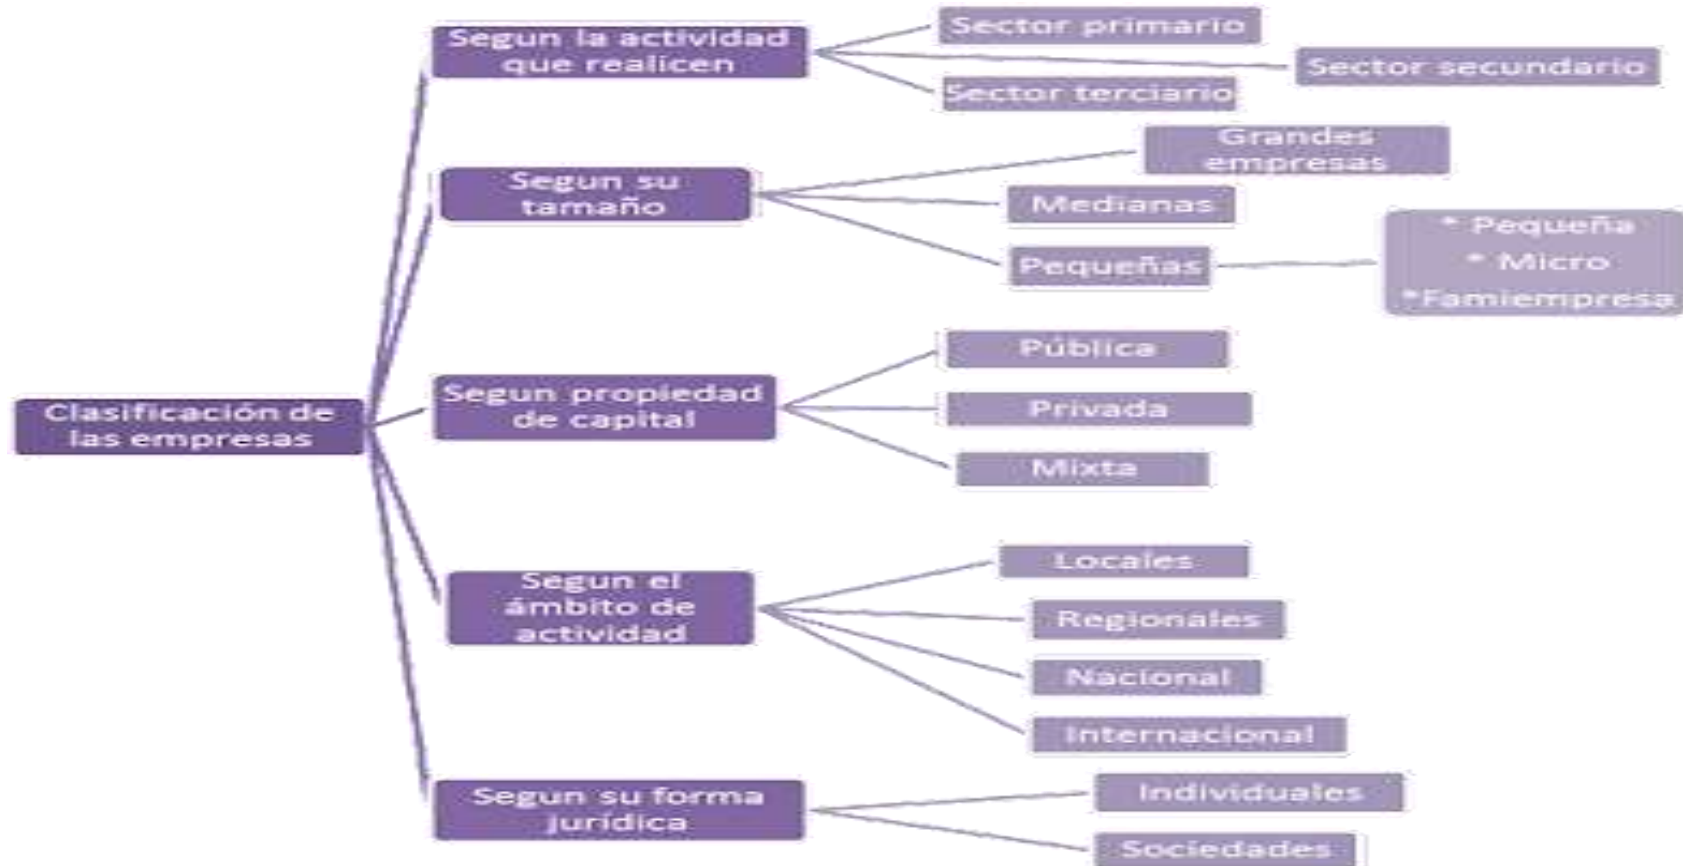 Segun la actividad
que realicen
Sector primario
Sector secundario
Sector terciario
Segun su
tamaño
Grandes
empresas
Medianas
Pequeñas
* Pequeña
* Micro
*Famiempresa
Clasificación de
las empresas
Segun propiedad
de capital
Pública
Privada
Mixta
Segun el
ámbito de
actividad
Locales
Regionales
Nacional
Internacional
Segun su forma
jurídica
Individuales
Sociedades